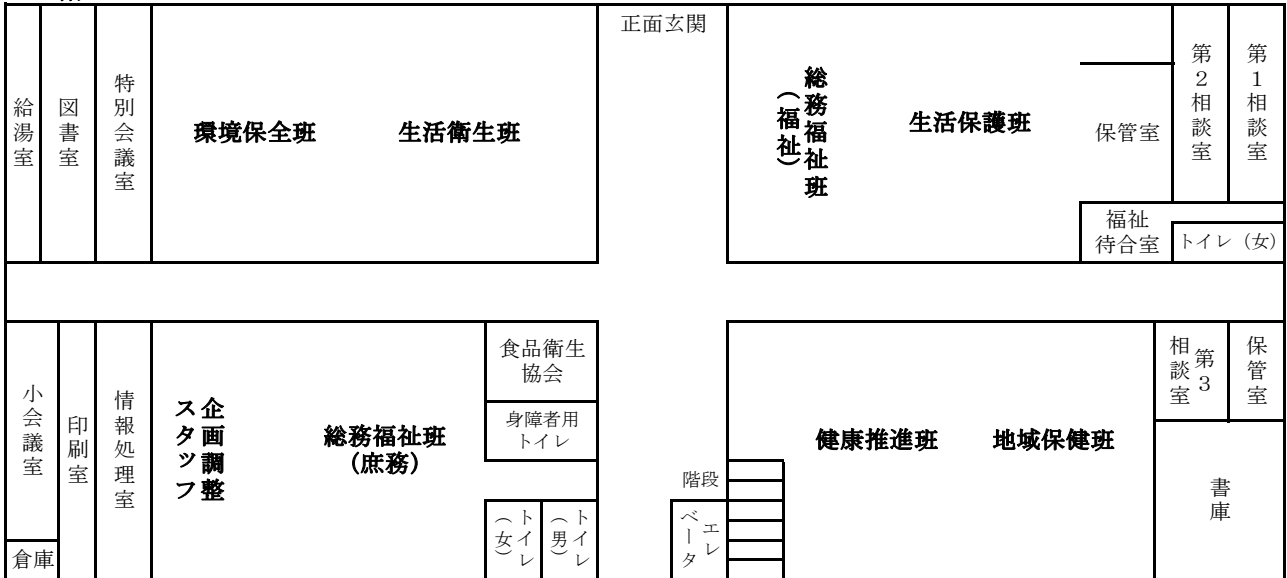 正面玄関
給湯室
図書室
特別会議室
環境保全班
生活衛生班
総務福祉班
（福祉）
生活保護班
保管室
第2相談室
第1相談室
福祉
待合室
トイレ（女）
小会議室
倉庫
印刷室
情報処理室
企画調整
スタッフ
総務福祉班
(庶務)
食品衛生
協会
身障者用
トイレ
トイレ
（女）
トイレ
（男）
階段
エレ
ベータ
健康推進班
地域保健班
第3
相談室
保管室
書庫